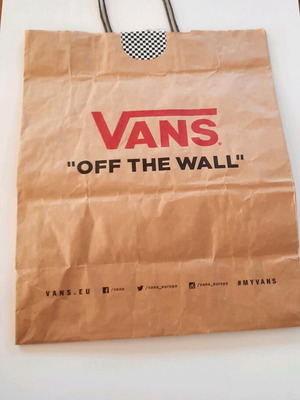 VANS
"OFF THE WALL"
VANS.EU /vans /vans_europe /vans_europe #MYVANS